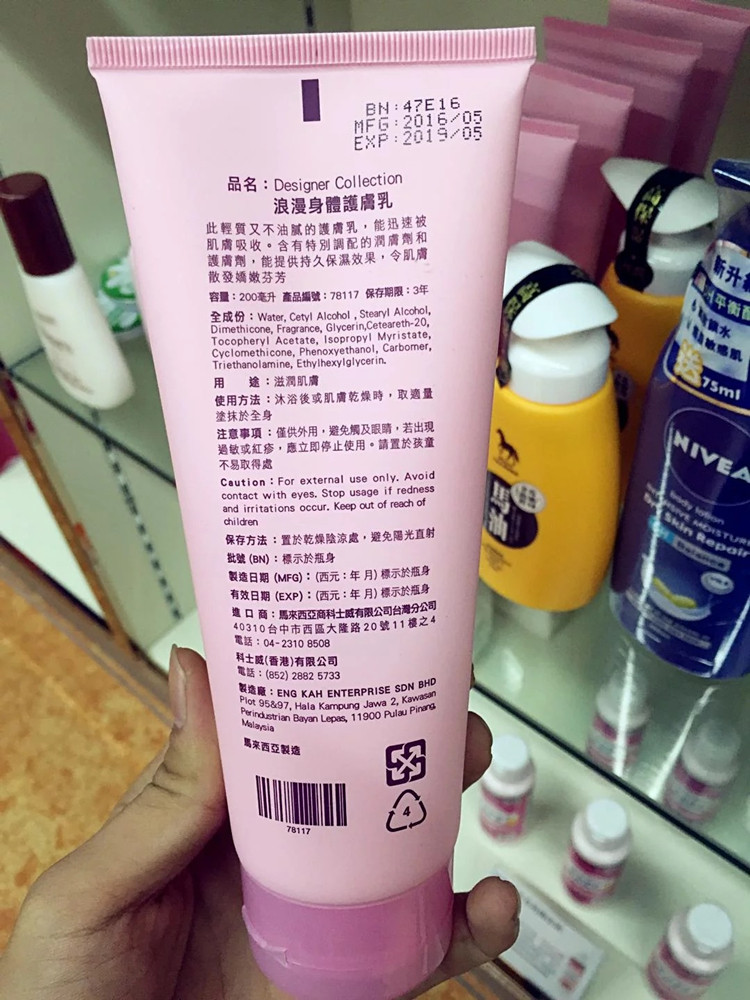 BN:47E16
MFG:2016/05
EXP:2019/05
品名：Designer Collection
浪漫身體護膚乳
此輕質又不油膩的護膚乳，能迅速被
肌膚吸收。含有特別調配的潤膚劑和
護膚劑，能提供持久保濕效果，令肌膚
散發嬌嫩芬芳
容量：200毫升 產品編號：78117 保存期限：3年
全成份：Water, Cetyl Alcohol , Stearyl Alcohol,
Dimethicone, Fragrance, Glycerin,Ceteareth-20,
Tocopheryl Acetate, Isopropyl Myristate,
Cyclomethicone, Phenoxyethanol, Carbomer,
Triethanolamine, Ethylhexylglycerin.
用 途：滋潤肌膚
使用方法：沐浴後或肌膚乾燥時，取適量
塗抹於全身
注意事項：僅供外用，避免觸及眼睛，若出現
過敏或紅疹，應立即停止使用。請置於孩童
不易取得處
Caution : For external use only. Avoid
contact with eyes. Stop usage if redness
and irritations occur. Keep out of reach of
children
保存方法：置於乾燥陰涼處，避免陽光直射
批號(BN)：標示於瓶身
製造日期(MFG)：(西元：年 月) 標示於瓶身
有效日期(EXP)：(西元：年 月) 標示於瓶身
進口商：馬來西亞商科士威有限公司台灣分公司
40310台中市西區大隆路20號11樓之4
電話：04-2310 8508
科士威(香港)有限公司
電話：(852) 2882 5733
製造廠：ENG KAH ENTERPRISE SDN BHD
Plot 95&97, Hala Kampung Jawa 2, Kawasan
Perindustrian Bayan Lepas, 11900 Pulau Pinang,
Malaysia
馬來西亞製造
78117
4
馬油
新升
平衡
75ml
NIVEA
body lotion
Skin Repair
Balance